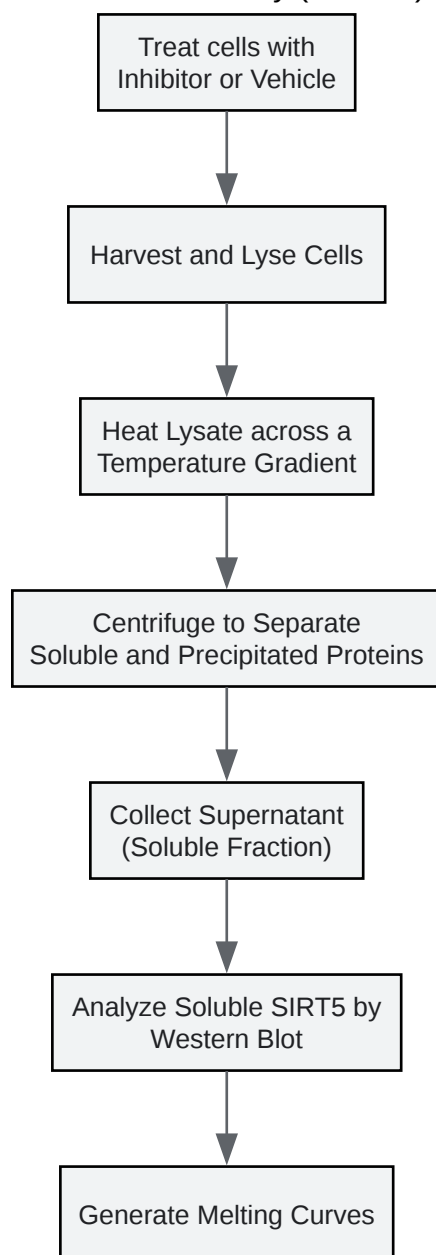 Treat cells with
Inhibitor or Vehicle
Harvest and Lyse Cells
Heat Lysate across a
Temperature Gradient
Centrifuge to Separate
Soluble and Precipitated Proteins
Collect Supernatant
(Soluble Fraction)
Analyze Soluble SIRT5 by
Western Blot
Generate Melting Curves